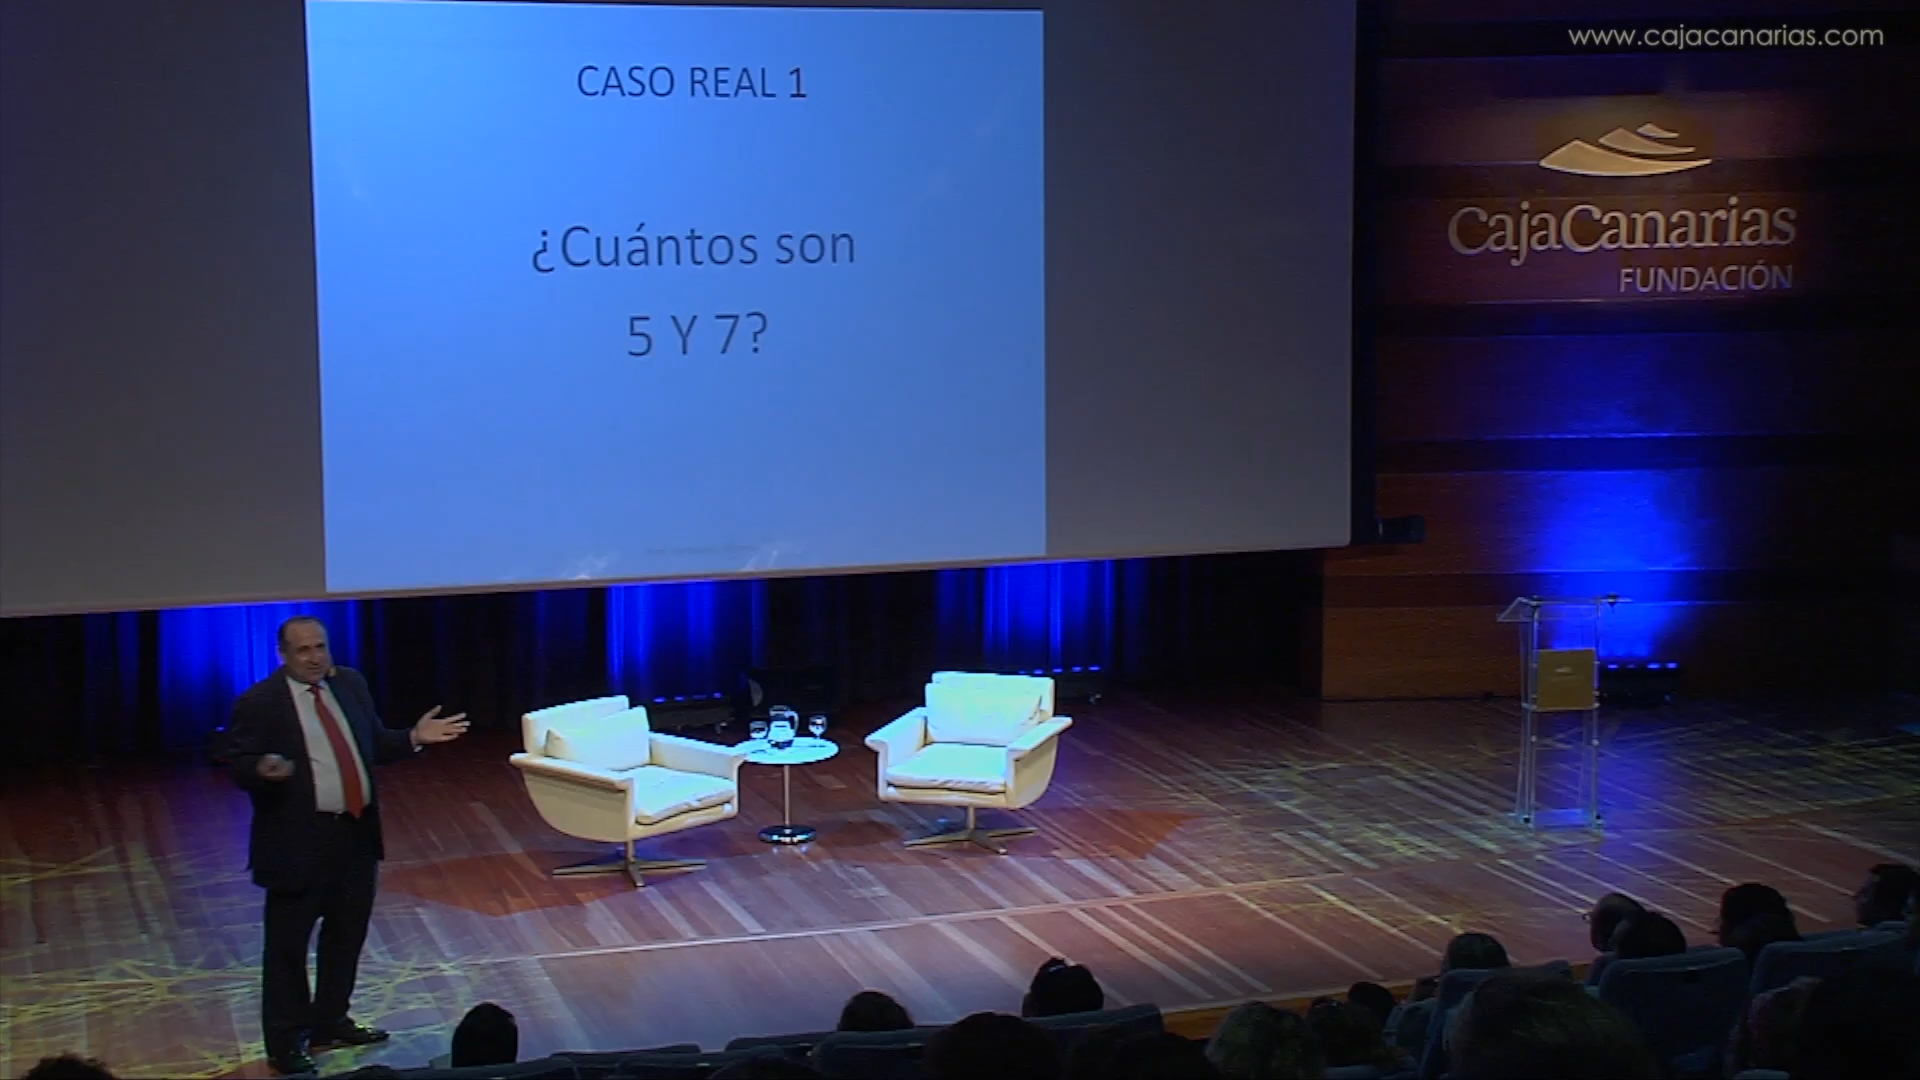 www.cajacanarias.com
CASO REAL 1
¿Cuántos son
5 Y 7?
CajaCanarias
FUNDACIÓN